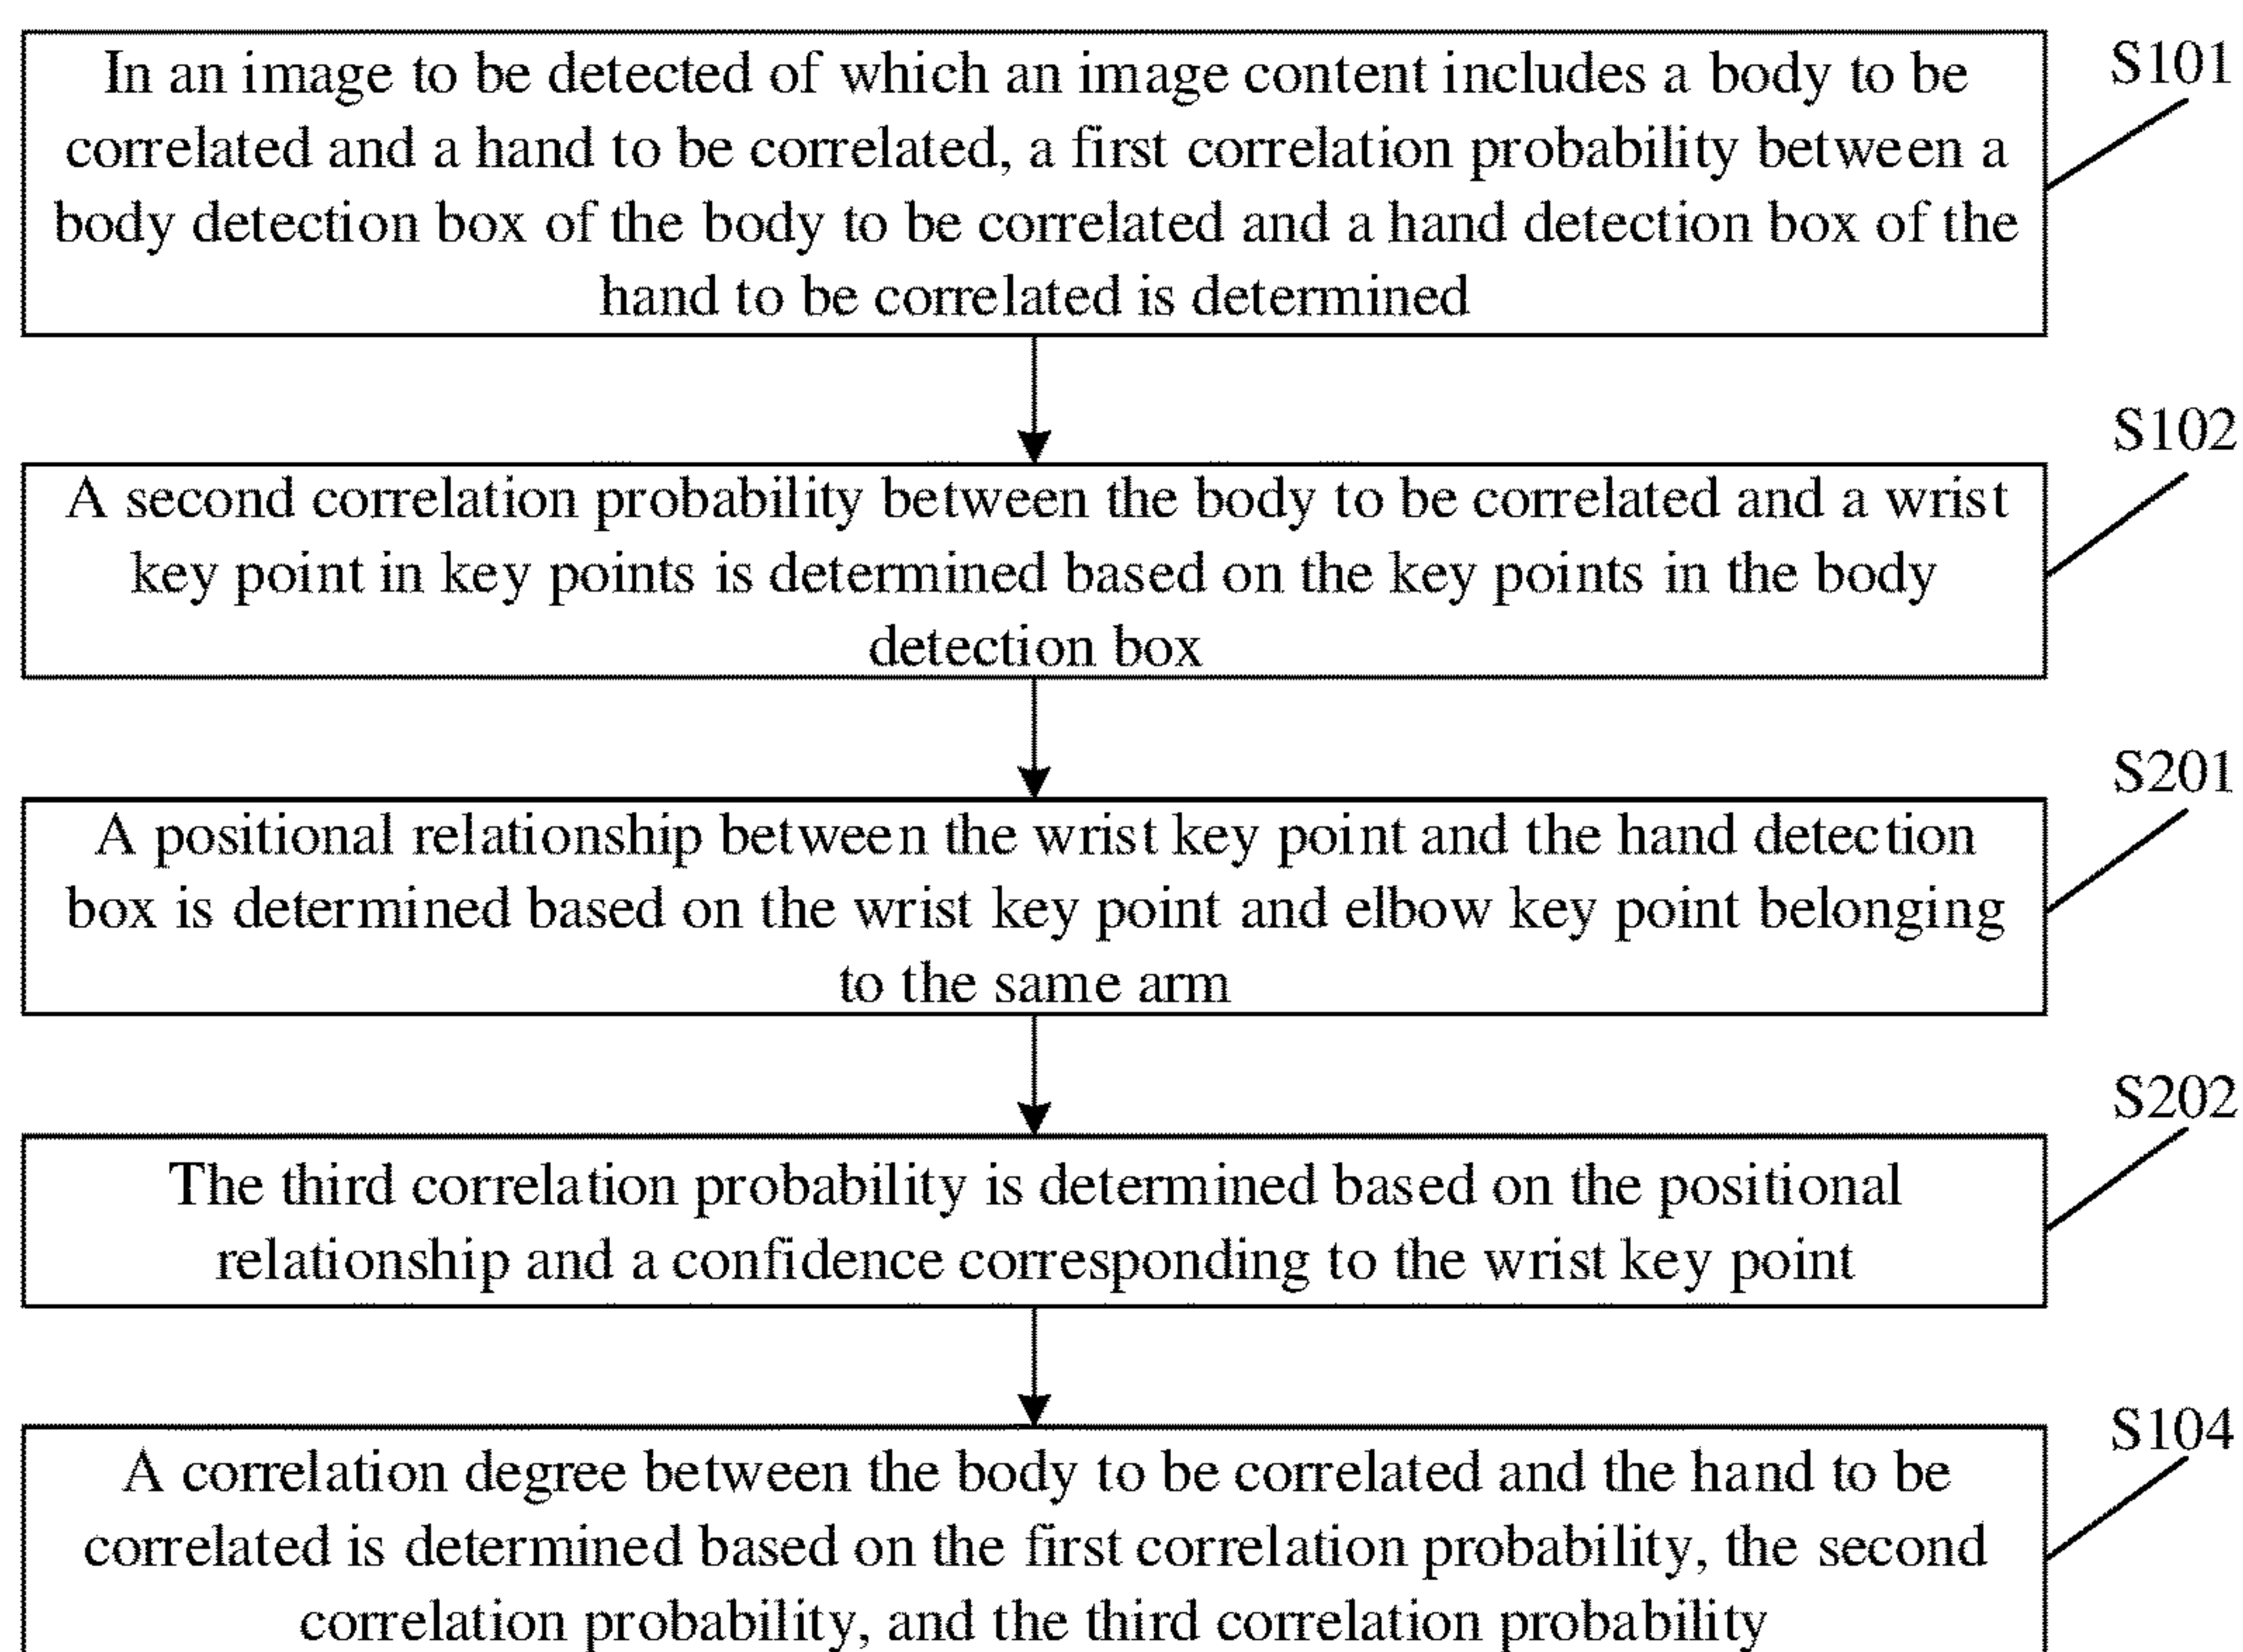 In an image to be detected of which an image content includes a body to be
correlated and a hand to be correlated, a first correlation probability between a
body detection box of the body to be correlated and a hand detection box of the
hand to be correlated is determined
S101
A second correlation probability between the body to be correlated and a wrist
key point in key points is determined based on the key points in the body
detection box
S102
A positional relationship between the wrist key point and the hand detection
box is determined based on the wrist key point and elbow key point belonging
to the same arm
S201
The third correlation probability is determined based on the positional
relationship and a confidence corresponding to the wrist key point
S202
A correlation degree between the body to be correlated and the hand to be
correlated is determined based on the first correlation probability, the second
correlation probability, and the third correlation probability
S104